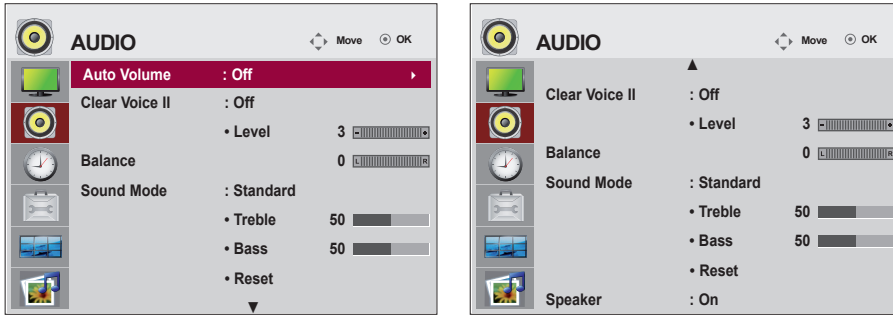 AUDIO
Move
OK
Auto Volume : Off
Clear Voice II : Off
• Level 3 - +
Balance 0 L R
Sound Mode : Standard
• Treble 50
• Bass 50
• Reset
AUDIO
Move
OK
Clear Voice II : Off
• Level 3 - +
Balance 0 L R
Sound Mode : Standard
• Treble 50
• Bass 50
• Reset
Speaker : On